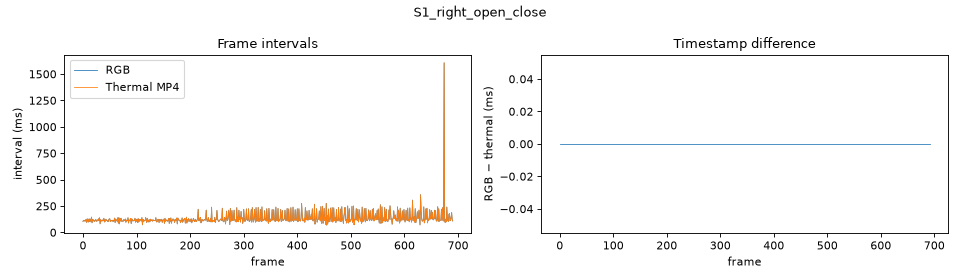 S1_right_open_close
Frame intervals
RGB
Thermal MP4
interval (ms)
1500
1250
1000
750
500
250
0
0 100 200 300 400 500 600 700
frame
Timestamp difference
RGB − thermal (ms)
0.04
0.02
0.00
−0.02
−0.04
0 100 200 300 400 500 600 700
frame